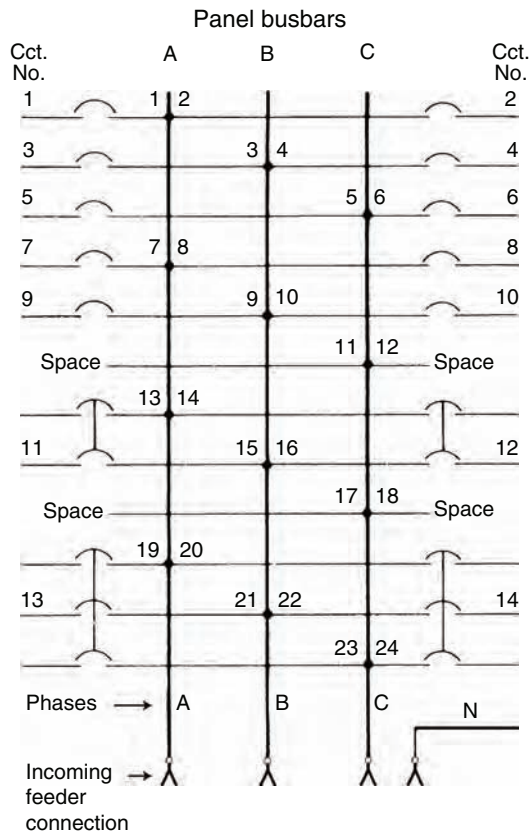 Panel busbars
Cct. No. A B C Cct. No.
1 1 2 2
3 3 4 4
5 5 6 6
7 7 8 8
9 9 10 10
Space 11 12 Space
13 14
11 15 16 12
Space 17 18 Space
19 20
13 21 22 14
23 24
Phases A B C N
Incoming
feeder
connection